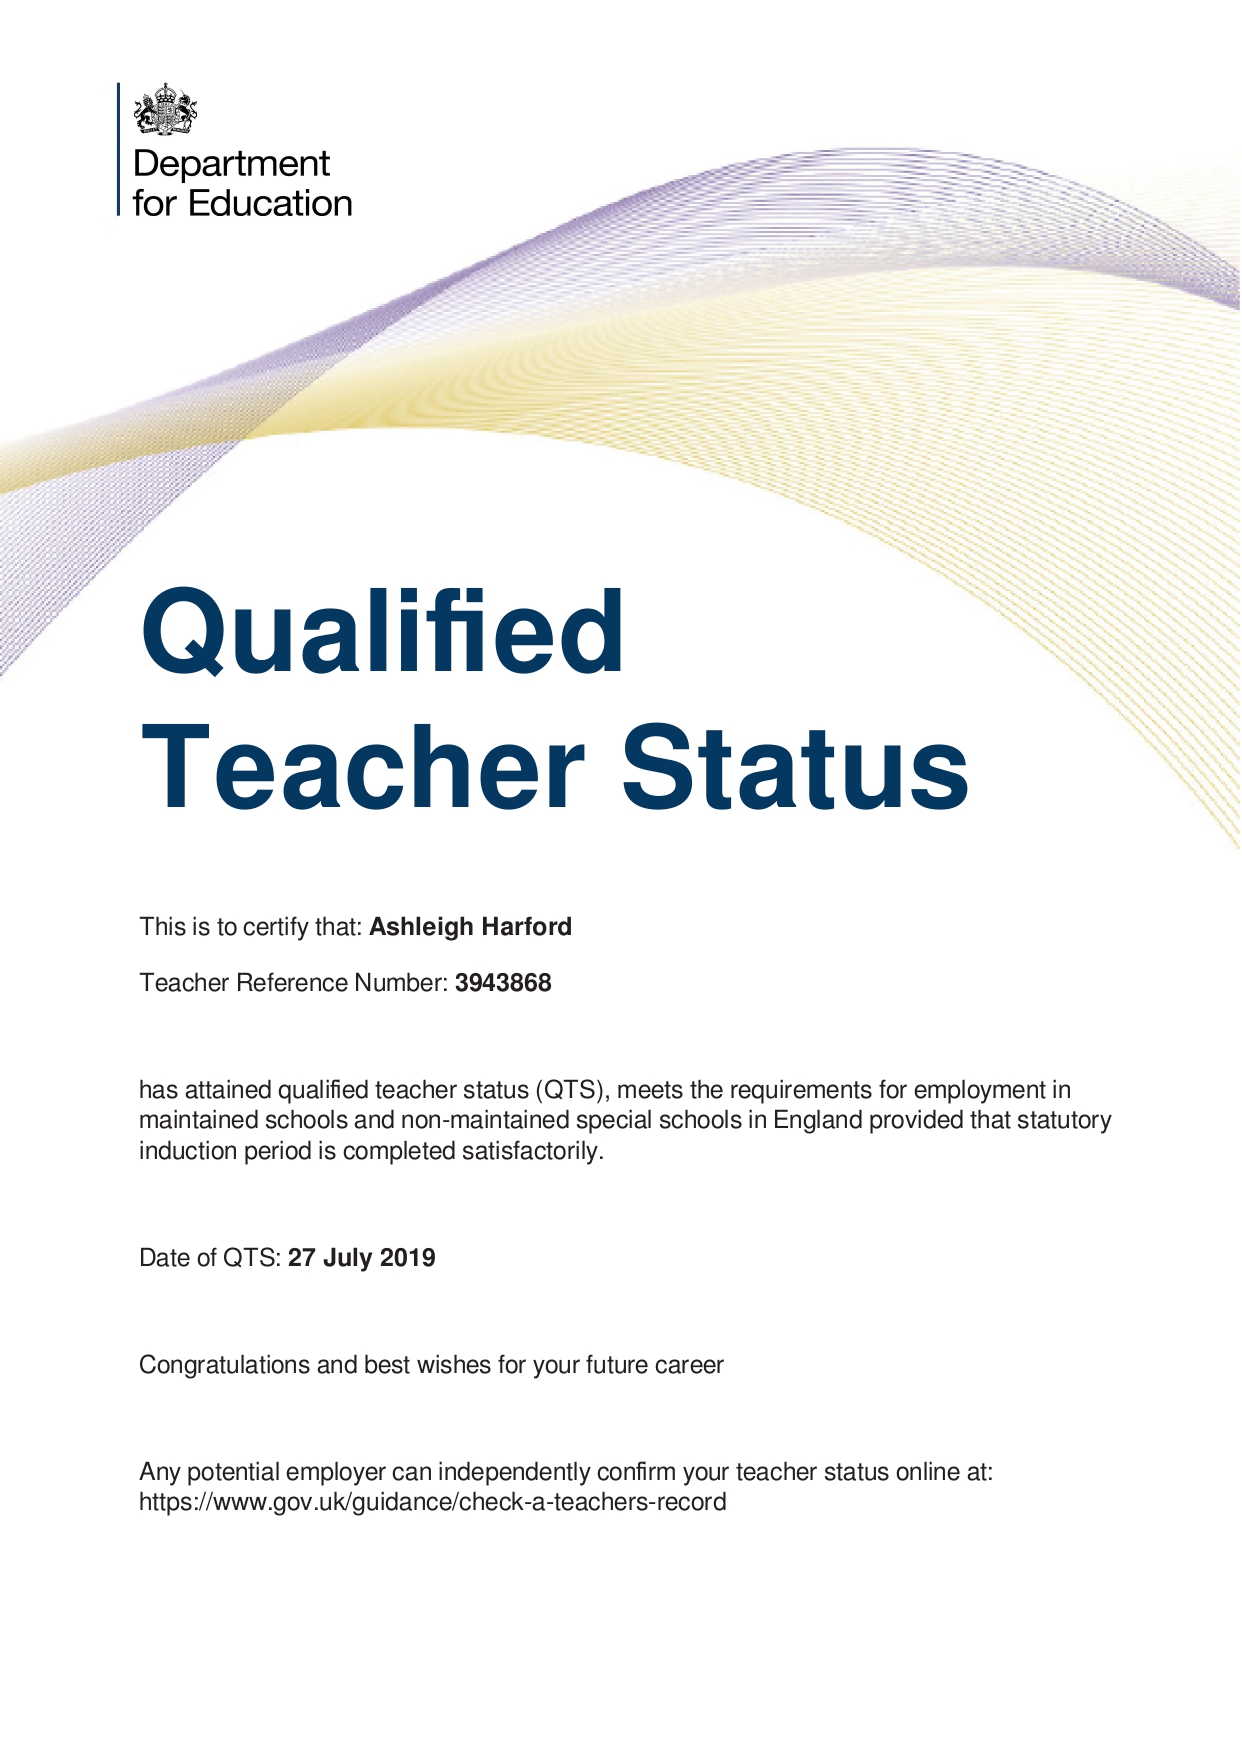 Department
for Education
Qualified
Teacher Status
This is to certify that: Ashleigh Harford
Teacher Reference Number: 3943868
has attained qualified teacher status (QTS), meets the requirements for employment in
maintained schools and non-maintained special schools in England provided that statutory
induction period is completed satisfactorily.
Date of QTS: 27 July 2019
Congratulations and best wishes for your future career
Any potential employer can independently confirm your teacher status online at:
https://www.gov.uk/guidance/check-a-teachers-record